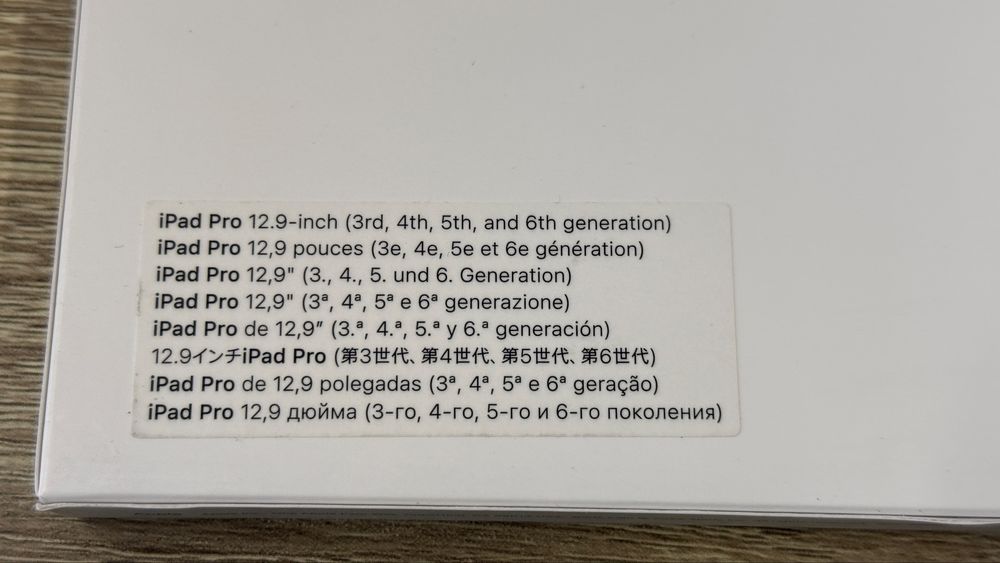 iPad Pro 12.9-inch (3rd, 4th, 5th, and 6th generation)
iPad Pro 12,9 pouces (3e, 4e, 5e et 6e génération)
iPad Pro 12,9" (3., 4., 5. und 6. Generation)
iPad Pro 12,9" (3ª, 4ª, 5ª e 6ª generazione)
iPad Pro de 12,9” (3.ª, 4.ª, 5.ª y 6.ª generación)
12.9インチiPad Pro (第3世代、第4世代、第5世代、第6世代)
iPad Pro de 12,9 polegadas (3ª, 4ª, 5ª e 6ª geração)
iPad Pro 12,9 дюйма (3-го, 4-го, 5-го и 6-го поколения)